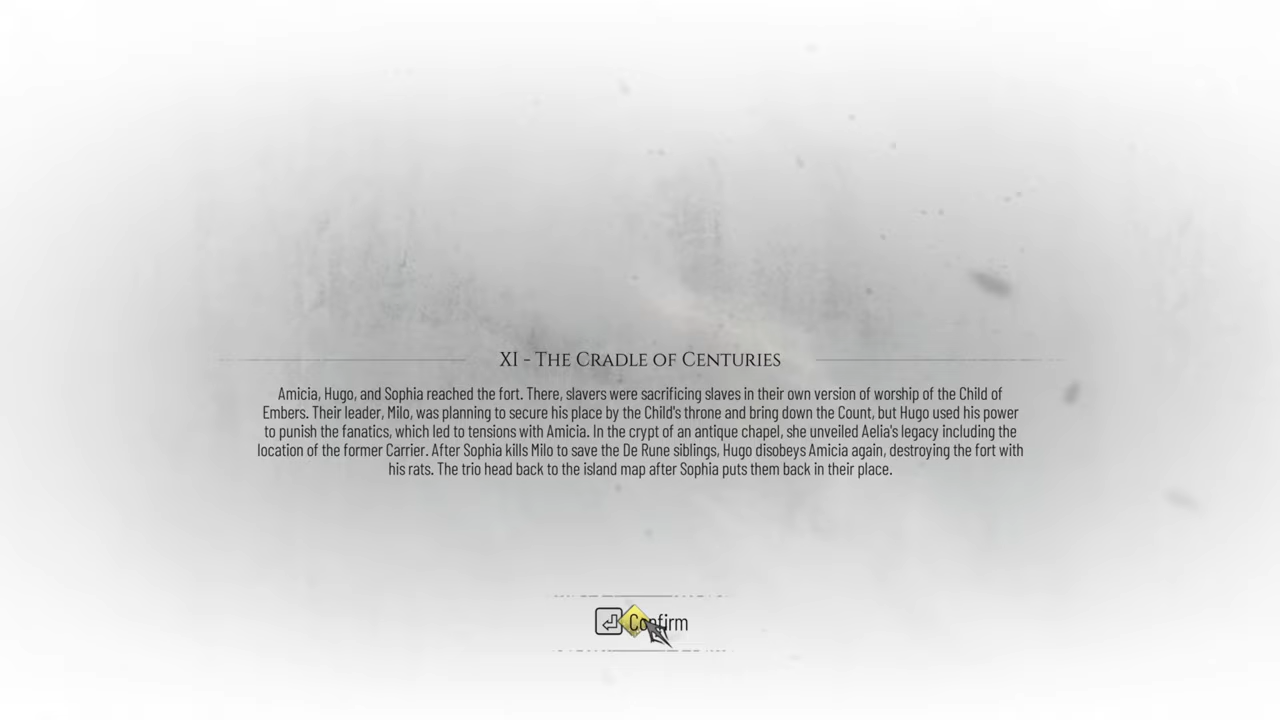 XI - The Cradle of Centuries
Amicia, Hugo, and Sophia reached the fort. There, slavers were sacrificing slaves in their own version of worship of the Child of
Embers. Their leader, Milo, was planning to secure his place by the Child's throne and bring down the Count, but Hugo used his power
to punish the fanatics, which led to tensions with Amicia. In the crypt of an antique chapel, she unveiled Aelia's legacy including the
location of the former Carrier. After Sophia kills Milo to save the De Rune siblings, Hugo disobeys Amicia again, destroying the fort with
his rats. The trio head back to the island map after Sophia puts them back in their place.
Confirm